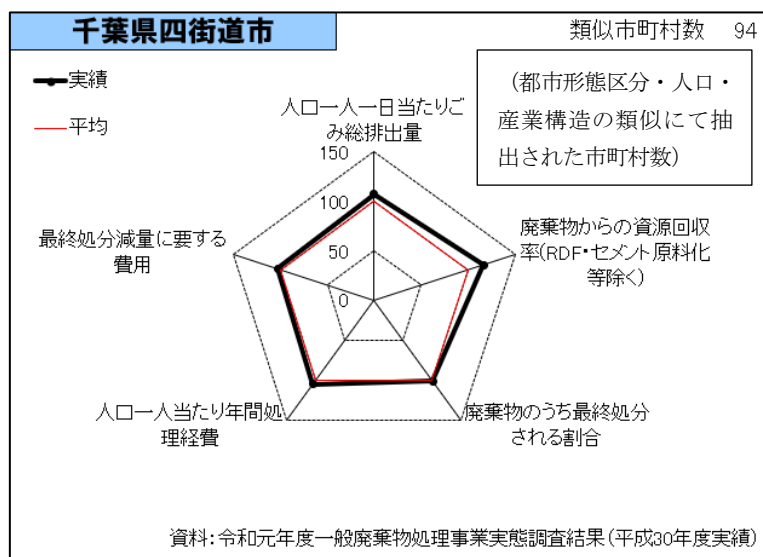 千葉県四街道市
類似市町村数 94
実績
平均
(都市形態区分・人口・
産業構造の類似にて抽
出された市町村数)
人口一人一日当たりご
み総排出量
150
100
50
0
廃棄物からの資源回収
率(RDF・セメント原料化
等除く)
最終処分減量に要する
費用
人口一人当たり年間処
理経費
廃棄物のうち最終処分
される割合
資料:令和元年度一般廃棄物処理事業実態調査結果(平成30年度実績)